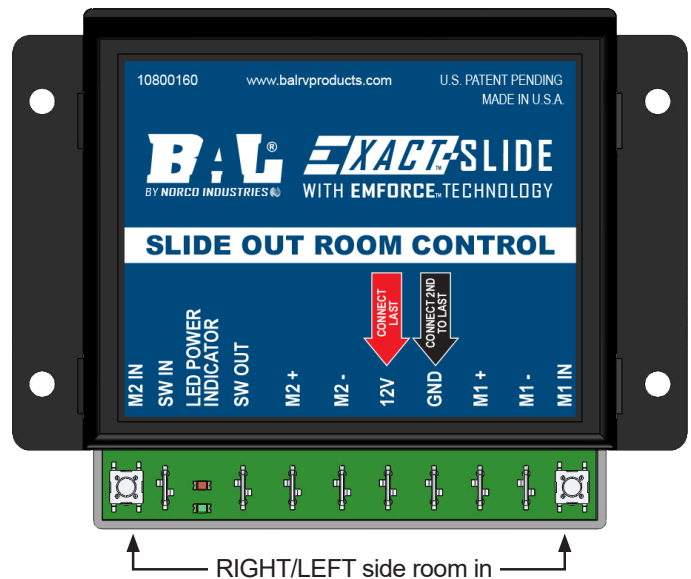 10800160 www.balrvproducts.com U.S. PATENT PENDING
MADE IN U.S.A.
BAL® EXACT™SLIDE
BY NORCO INDUSTRIES WITH EMFORCE™ TECHNOLOGY
SLIDE OUT ROOM CONTROL
CONNECT
LAST
CONNECT 2ND
TO LAST
M2 IN
SW IN
LED POWER
INDICATOR
SW OUT
M2 +
M2 -
12V
GND
M1 +
M1 -
M1 IN
RIGHT/LEFT side room in